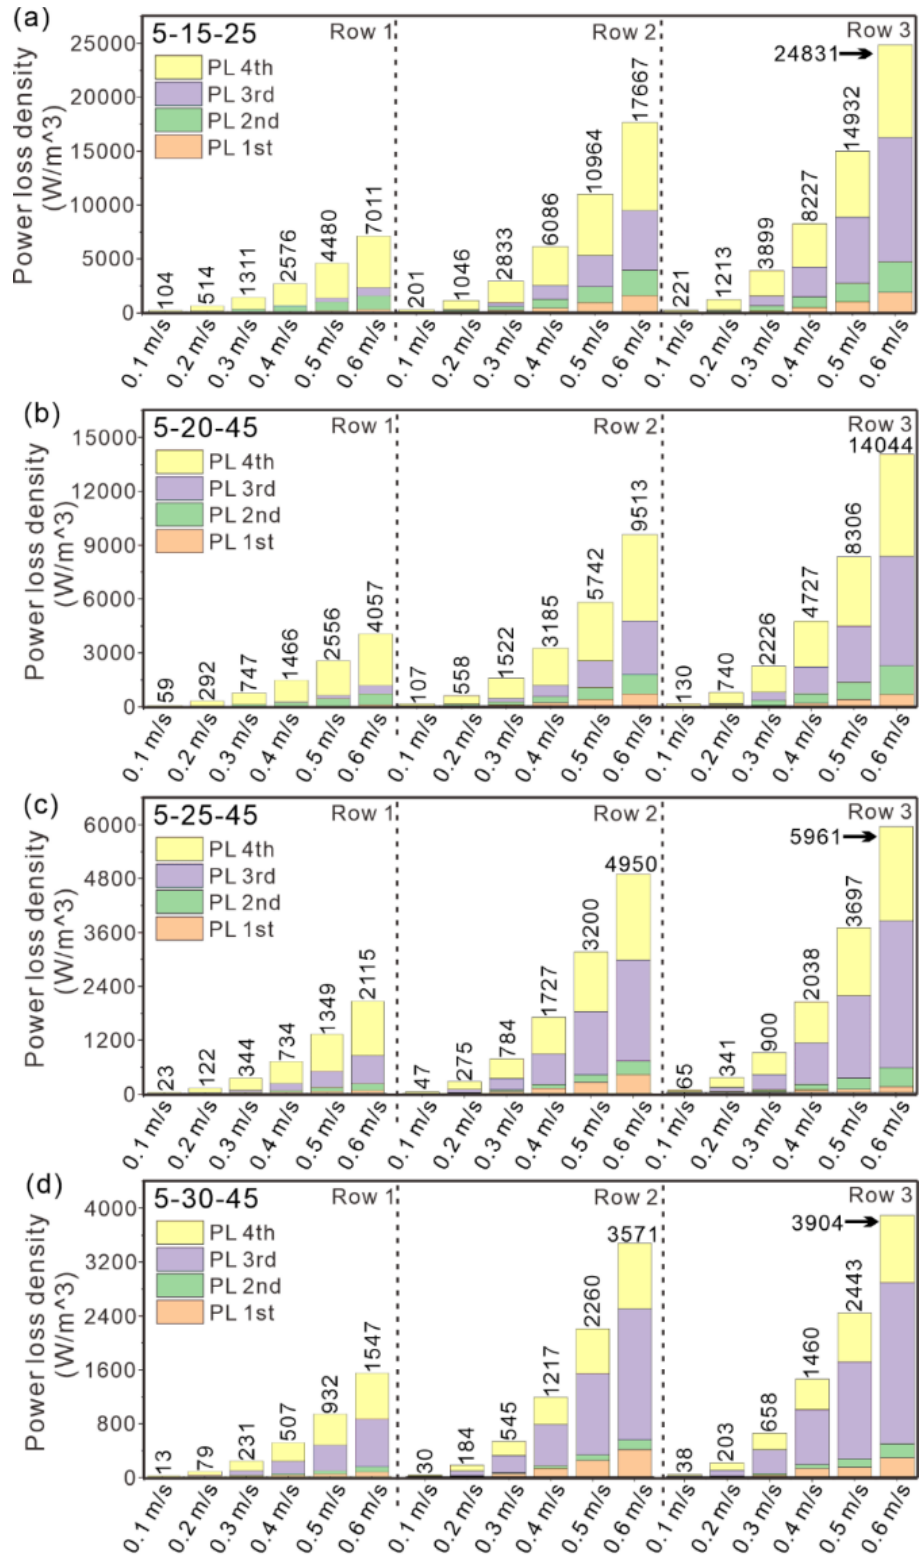 (a)
5-15-25
Row 1
Row 2
Row 3
PL 4th
PL 3rd
PL 2nd
PL 1st
Power loss density
(W/m^3)
25000
20000
15000
10000
5000
0
104
514
1311
2576
4480
7011
201
1046
2833
6086
10964
17667
221
1213
3899
8227
14932
24831
0.1 m/s
0.2 m/s
0.3 m/s
0.4 m/s
0.5 m/s
0.6 m/s
0.1 m/s
0.2 m/s
0.3 m/s
0.4 m/s
0.5 m/s
0.6 m/s
0.1 m/s
0.2 m/s
0.3 m/s
0.4 m/s
0.5 m/s
0.6 m/s
(b)
5-20-45
Row 1
Row 2
Row 3
PL 4th
PL 3rd
PL 2nd
PL 1st
Power loss density
(W/m^3)
15000
12000
9000
6000
3000
0
59
292
747
1466
2556
4057
107
558
1522
3185
5742
9513
130
740
2226
4727
8306
14044
0.1 m/s
0.2 m/s
0.3 m/s
0.4 m/s
0.5 m/s
0.6 m/s
0.1 m/s
0.2 m/s
0.3 m/s
0.4 m/s
0.5 m/s
0.6 m/s
0.1 m/s
0.2 m/s
0.3 m/s
0.4 m/s
0.5 m/s
0.6 m/s
(c)
5-25-45
Row 1
Row 2
Row 3
PL 4th
PL 3rd
PL 2nd
PL 1st
Power loss density
(W/m^3)
6000
4800
3600
2400
1200
0
23
122
344
734
1349
2115
47
275
784
1727
3200
4950
65
341
900
2038
3697
5961
0.1 m/s
0.2 m/s
0.3 m/s
0.4 m/s
0.5 m/s
0.6 m/s
0.1 m/s
0.2 m/s
0.3 m/s
0.4 m/s
0.5 m/s
0.6 m/s
0.1 m/s
0.2 m/s
0.3 m/s
0.4 m/s
0.5 m/s
0.6 m/s
(d)
5-30-45
Row 1
Row 2
Row 3
PL 4th
PL 3rd
PL 2nd
PL 1st
Power loss density
(W/m^3)
4000
3200
2400
1600
800
0
13
79
231
507
932
1547
30
184
545
1217
2260
3571
38
203
658
1460
2443
3904
0.1 m/s
0.2 m/s
0.3 m/s
0.4 m/s
0.5 m/s
0.6 m/s
0.1 m/s
0.2 m/s
0.3 m/s
0.4 m/s
0.5 m/s
0.6 m/s
0.1 m/s
0.2 m/s
0.3 m/s
0.4 m/s
0.5 m/s
0.6 m/s